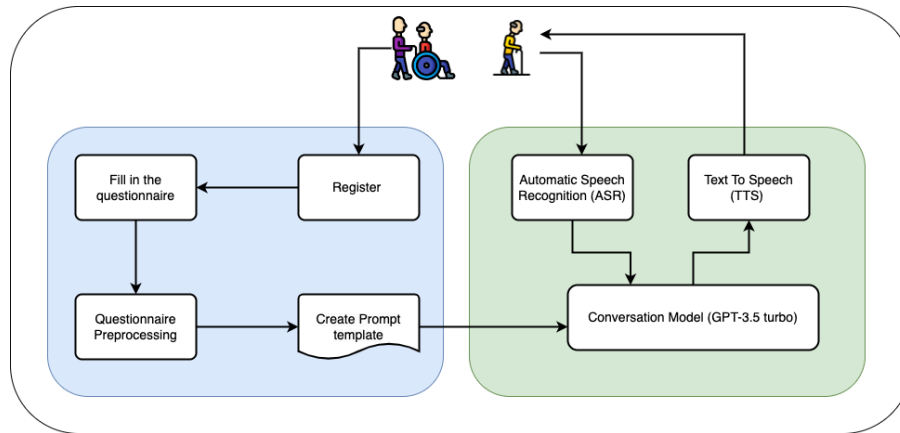 Fill in the
questionnaire
Register
Automatic Speech
Recognition (ASR)
Text To Speech
(TTS)
Questionnaire
Preprocessing
Create Prompt
template
Conversation Model (GPT-3.5 turbo)